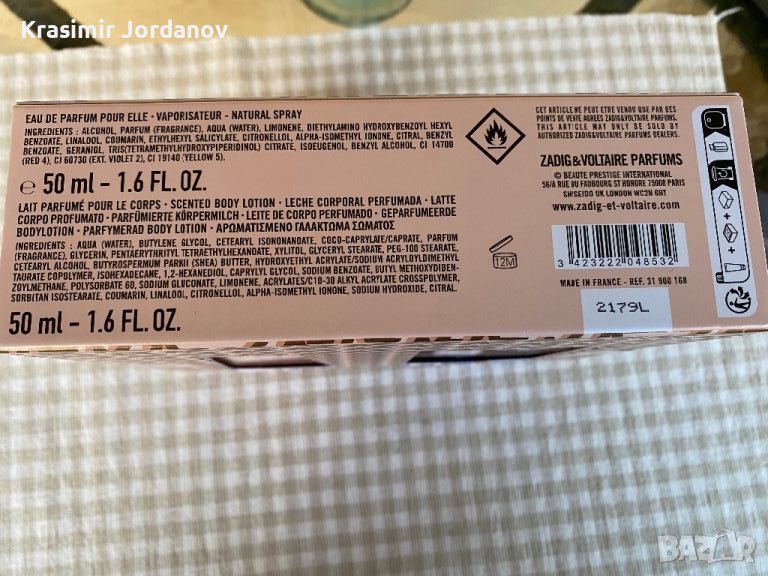 Krasimir Jordanov
EAU DE PARFUM POUR ELLE • VAPORISATEUR - NATURAL SPRAY
INGREDIENTS : ALCOHOL, PARFUM (FRAGRANCE), AQUA (WATER), LIMONENE, DIETHYLAMINO HYDROXYBENZOYL HEXYL
BENZOATE, LINALOOL, COUMARIN, ETHYLHEXYL SALICYLATE, CITRONELLOL, ALPHA-ISOMETHYL IONONE, CITRAL, BENZYL
BENZOATE, GERANIOL, TRIS(TETRAMETHYLHYDROXYPIPERIDINOL) CITRATE, ISOEUGENOL, BENZYL ALCOHOL, CI 14700
(RED 4), CI 60730 (EXT. VIOLET 2), CI 19140 (YELLOW 5).
℮ 50 ml - 1.6 FL.OZ.
LAIT PARFUMÉ POUR LE CORPS • SCENTED BODY LOTION • LECHE CORPORAL PERFUMADA • LATTE
CORPO PROFUMATO • PARFÜMIERTE KÖRPERMILCH • LEITE DE CORPO PERFUMADO • GEPARFUMEERDE
BODYLOTION • PARFYMERAD BODY LOTION • ΑΡΩΜΑΤΙΣΜΕΝΟ ΓΑΛΑΚΤΩΜΑ ΣΩΜΑΤΟΣ
INGREDIENTS : AQUA (WATER), BUTYLENE GLYCOL, CETEARYL ISONONANOATE, COCO-CAPRYLATE/CAPRATE, PARFUM
(FRAGRANCE), GLYCERIN, PENTAERYTHRITYL TETRAETHYLHEXANOATE, XYLITOL, GLYCERYL STEARATE, PEG-100 STEARATE,
CETEARYL ALCOHOL, BUTYROSPERMUM PARKII (SHEA) BUTTER, HYDROXYETHYL ACRYLATE/SODIUM ACRYLOYLDIMETHYL
TAURATE COPOLYMER, ISOHEXADECANE, 1,2-HEXANEDIOL, CAPRYLYL GLYCOL, SODIUM BENZOATE, BUTYL METHOXYDIBEN-
ZOYLMETHANE, POLYSORBATE 60, SODIUM GLUCONATE, LIMONENE, ACRYLATES/C10-30 ALKYL ACRYLATE CROSSPOLYMER,
SORBITAN ISOSTEARATE, COUMARIN, LINALOOL, CITRONELLOL, ALPHA-ISOMETHYL IONONE, SODIUM HYDROXIDE, CITRAL.
50 ml - 1.6 FL.OZ.
12M
CET ARTICLE NE PEUT ETRE VENDU QUE PAR
DE VENTE AGREES ZADIG&VOLTAIRE PARFUMS.
THIS ARTICLE MAY ONLY BE SOLD BY
AUTHORIZED ZADIG&VOLTAIRE PARFUMS DEALERS.
ZADIG&VOLTAIRE PARFUMS
© BEAUTE PRESTIGE INTERNATIONAL
56/A RUE DU FAUBOURG ST HONORE 75008 PARIS
SHISEIDO UK LONDON WC2N 6HT
www.zadig-et-voltaire.com
3 423222 048532
MADE IN FRANCE - REF. 31 900 160
2179L
BAZAR